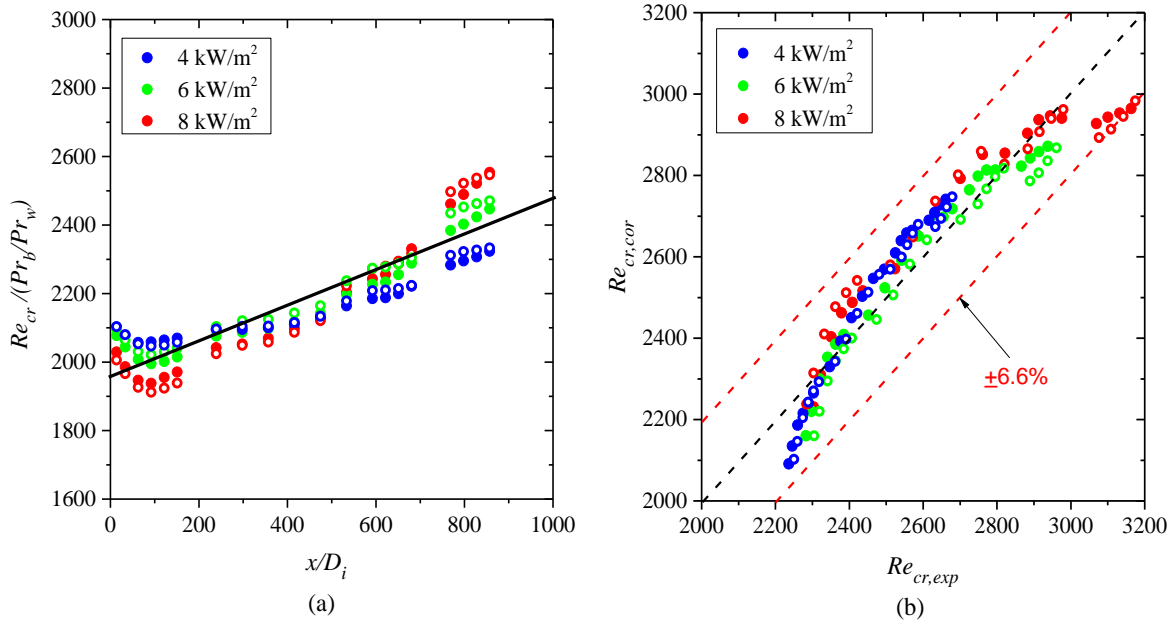 3000
2800
2600
2400
2200
2000
1800
1600
0 200 400 600 800 1000
Re_cr/(Pr_b/Pr_w)
x/D_i
4 kW/m²
6 kW/m²
8 kW/m²
(a)
3200
3000
2800
2600
2400
2200
2000
2000 2200 2400 2600 2800 3000 3200
Re_cr,cor
Re_cr,exp
4 kW/m²
6 kW/m²
8 kW/m²
±6.6%
(b)